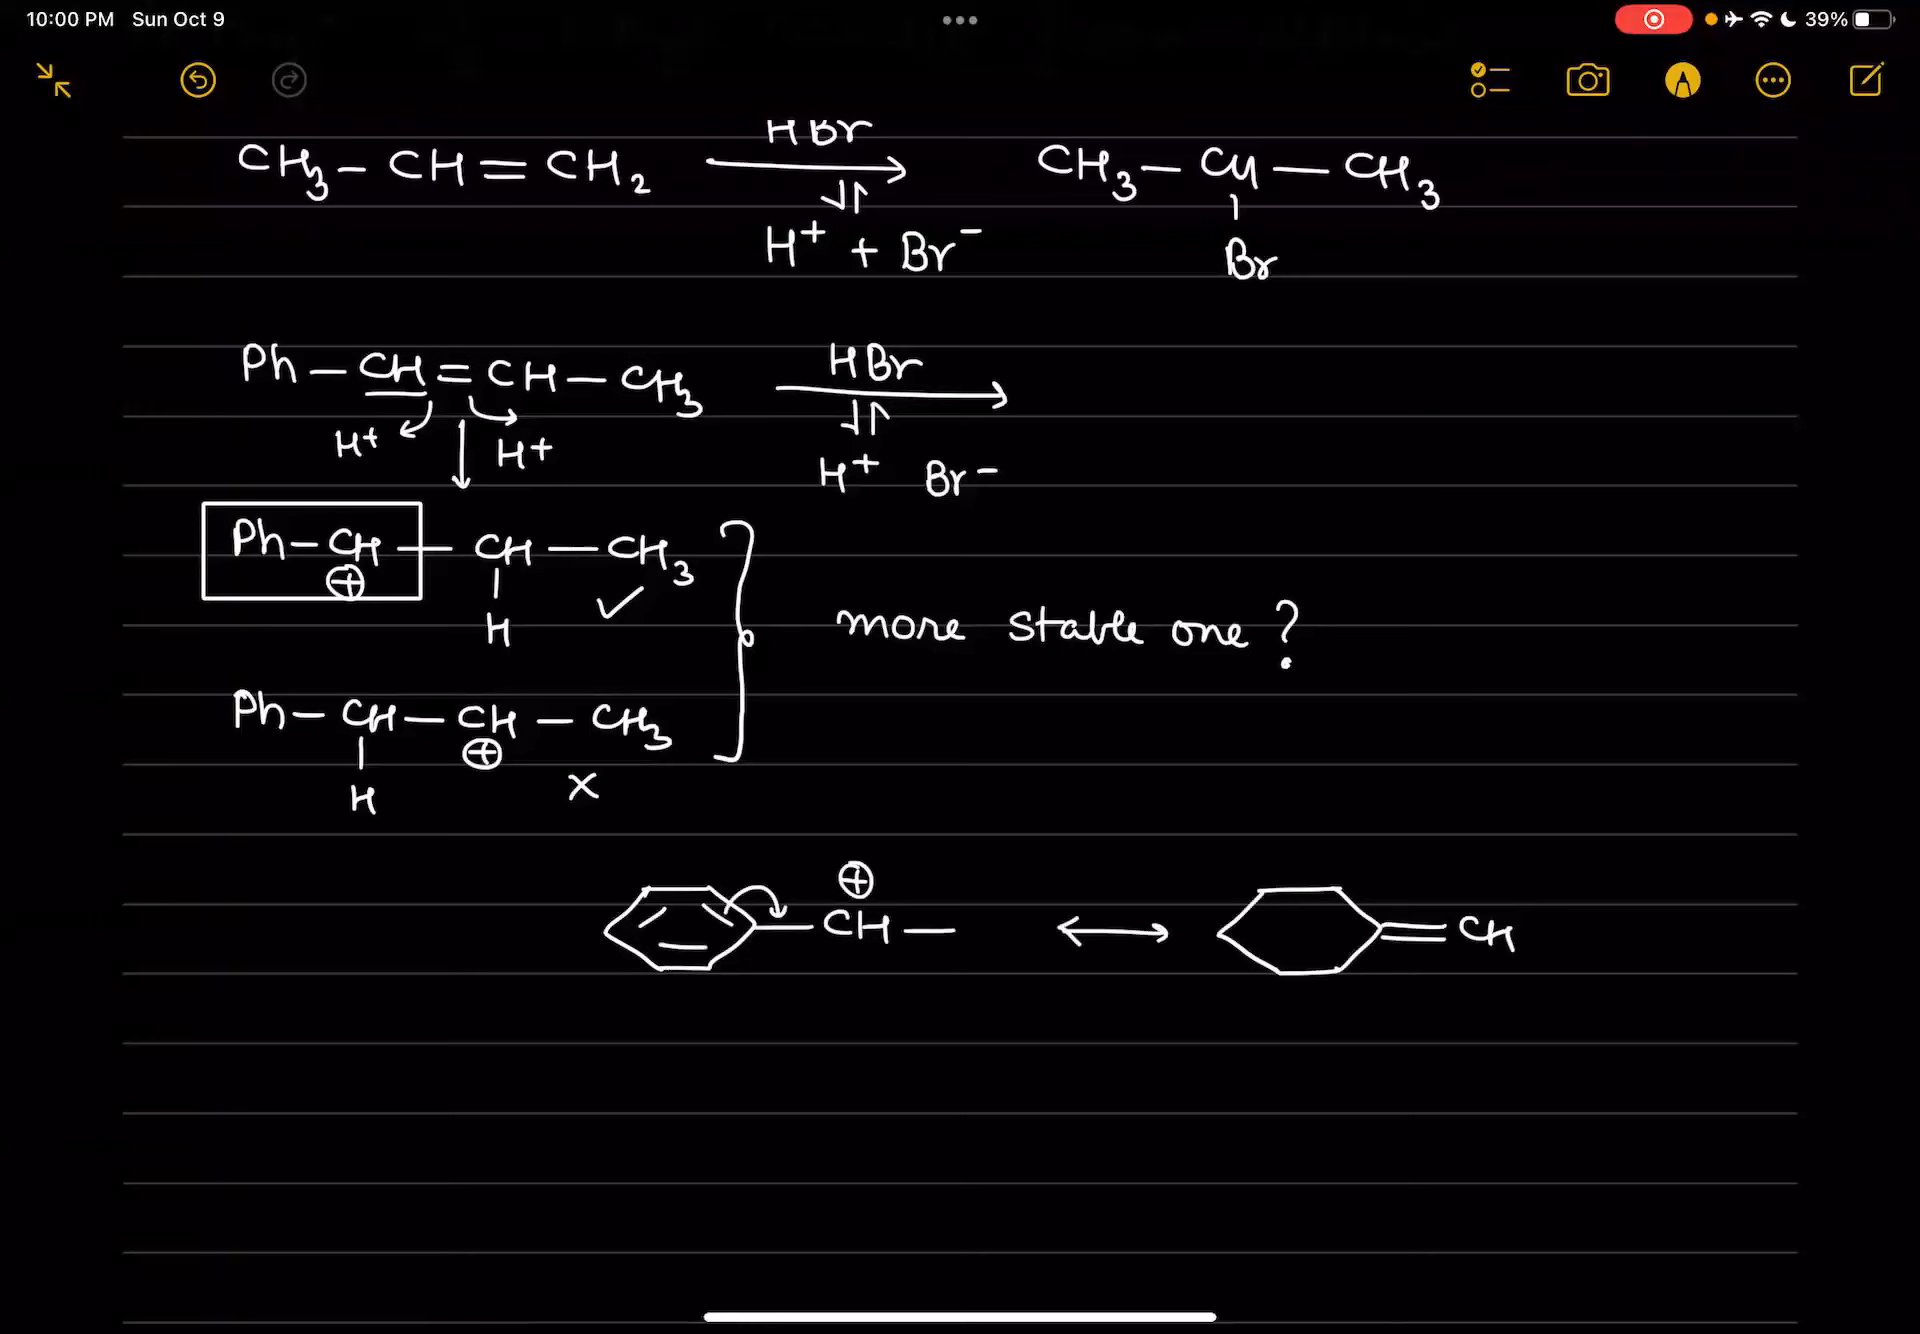 10:00 PM Sun Oct 9
39%
HBr
CH3 – CH = CH2 → CH3 – CH – CH3
⇅
H+ + Br-
Br
Ph – CH = CH – CH3 HBr →
⇅
H+ H+
H+ Br-
Ph – CH – CH – CH3
⊕
H ✓
more stable one ?
Ph – CH – CH – CH3
⊕
H X
⊕
– CH – ↔ = CH